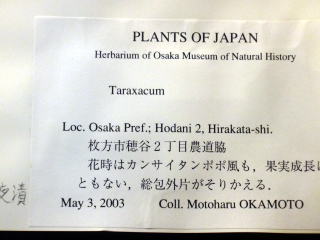 PLANTS OF JAPAN
Herbarium of Osaka Museum of Natural History
Taraxacum
Loc. Osaka Pref.; Hodani 2, Hirakata-shi.
枚方市穂谷２丁目農道脇
花時はカンサイタンポポ風も，果実成長に
ともない，総包外片がそりかえる．
May 3, 2003 Coll. Motoharu OKAMOTO
液漬